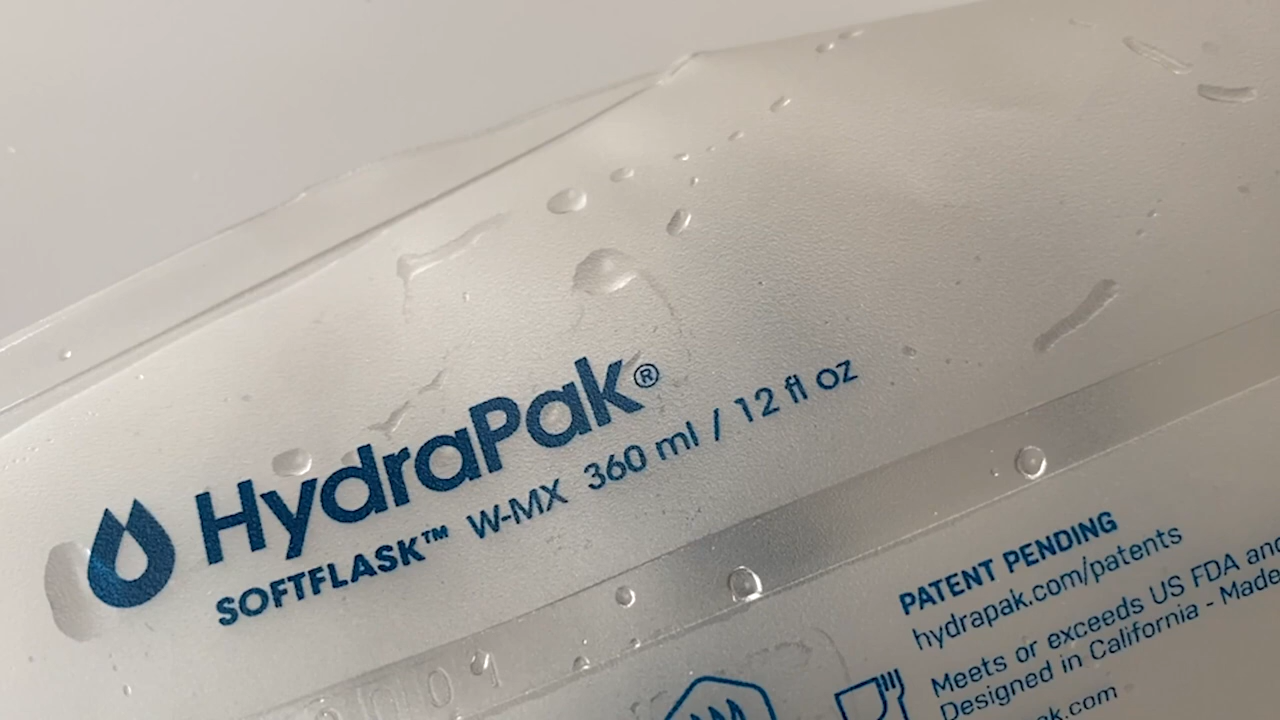 HydraPak®
SOFTFLASK™ W-MX 360 ml / 12 fl oz
PATENT PENDING
hydrapak.com/patents
Meets or exceeds US FDA and
Designed in California - Made